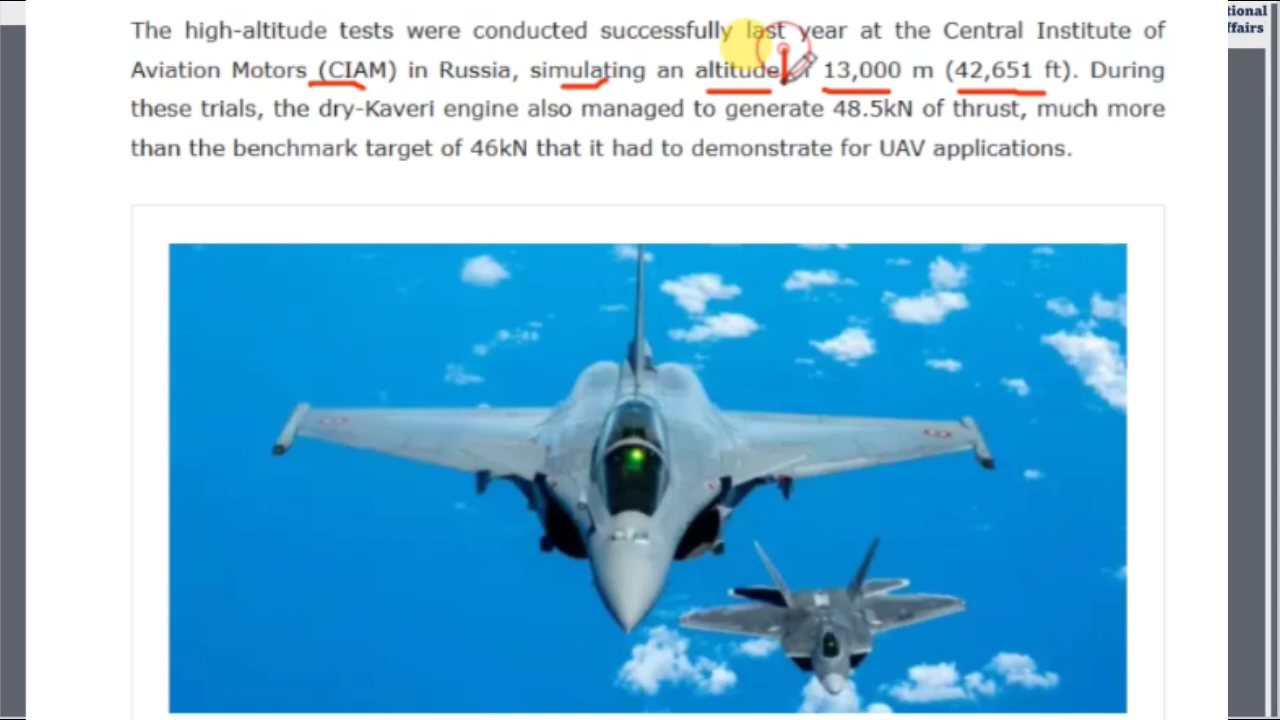 The high-altitude tests were conducted successfully last year at the Central Institute of
Aviation Motors (CIAM) in Russia, simulating an altitude 13,000 m (42,651 ft). During
these trials, the dry-Kaveri engine also managed to generate 48.5kN of thrust, much more
than the benchmark target of 46kN that it had to demonstrate for UAV applications.